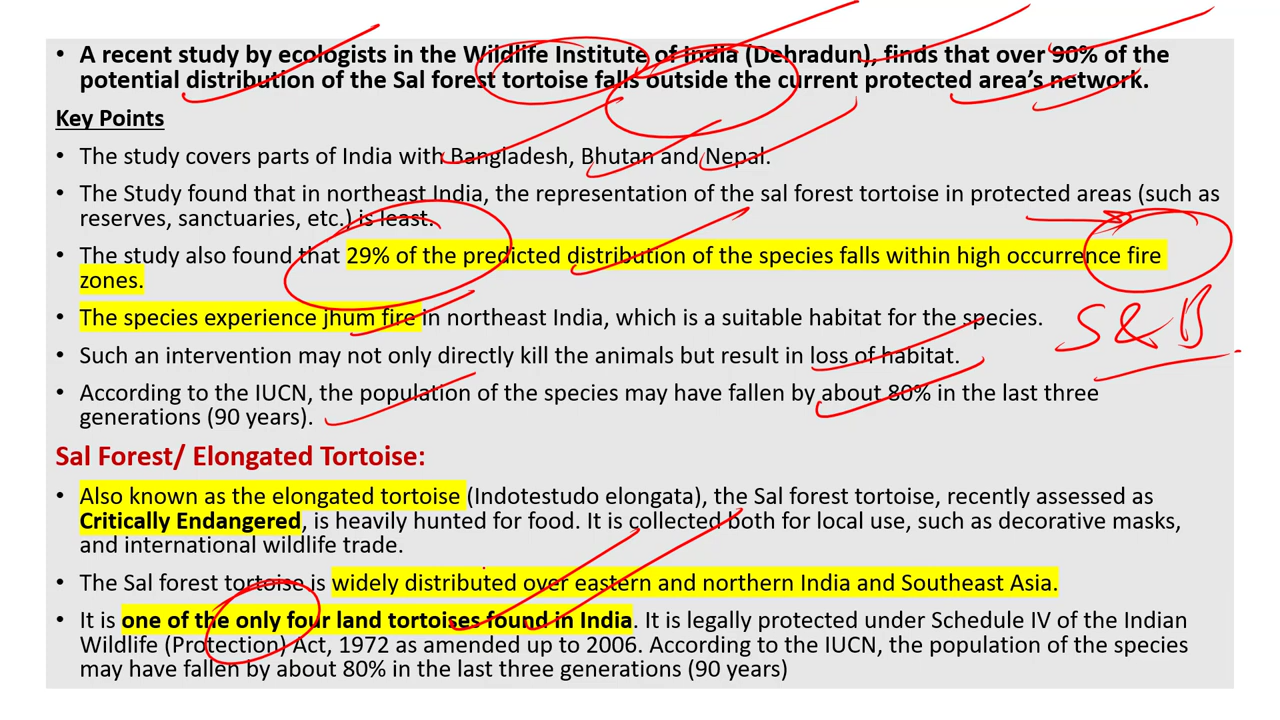 • A recent study by ecologists in the Wildlife Institute of India (Dehradun), finds that over 90% of the
potential distribution of the Sal forest tortoise falls outside the current protected area's network.
Key Points
• The study covers parts of India with Bangladesh, Bhutan and Nepal.
• The Study found that in northeast India, the representation of the sal forest tortoise in protected areas (such as
reserves, sanctuaries, etc.) is least.
• The study also found that 29% of the predicted distribution of the species falls within high occurrence fire
zones.
• The species experience jhum fire in northeast India, which is a suitable habitat for the species.
S & B
• Such an intervention may not only directly kill the animals but result in loss of habitat.
• According to the IUCN, the population of the species may have fallen by about 80% in the last three
generations (90 years).
Sal Forest/ Elongated Tortoise:
• Also known as the elongated tortoise (Indotestudo elongata), the Sal forest tortoise, recently assessed as
Critically Endangered, is heavily hunted for food. It is collected both for local use, such as decorative masks,
and international wildlife trade.
• The Sal forest tortoise is widely distributed over eastern and northern India and Southeast Asia.
• It is one of the only four land tortoises found in India. It is legally protected under Schedule IV of the Indian
Wildlife (Protection) Act, 1972 as amended up to 2006. According to the IUCN, the population of the species
may have fallen by about 80% in the last three generations (90 years)